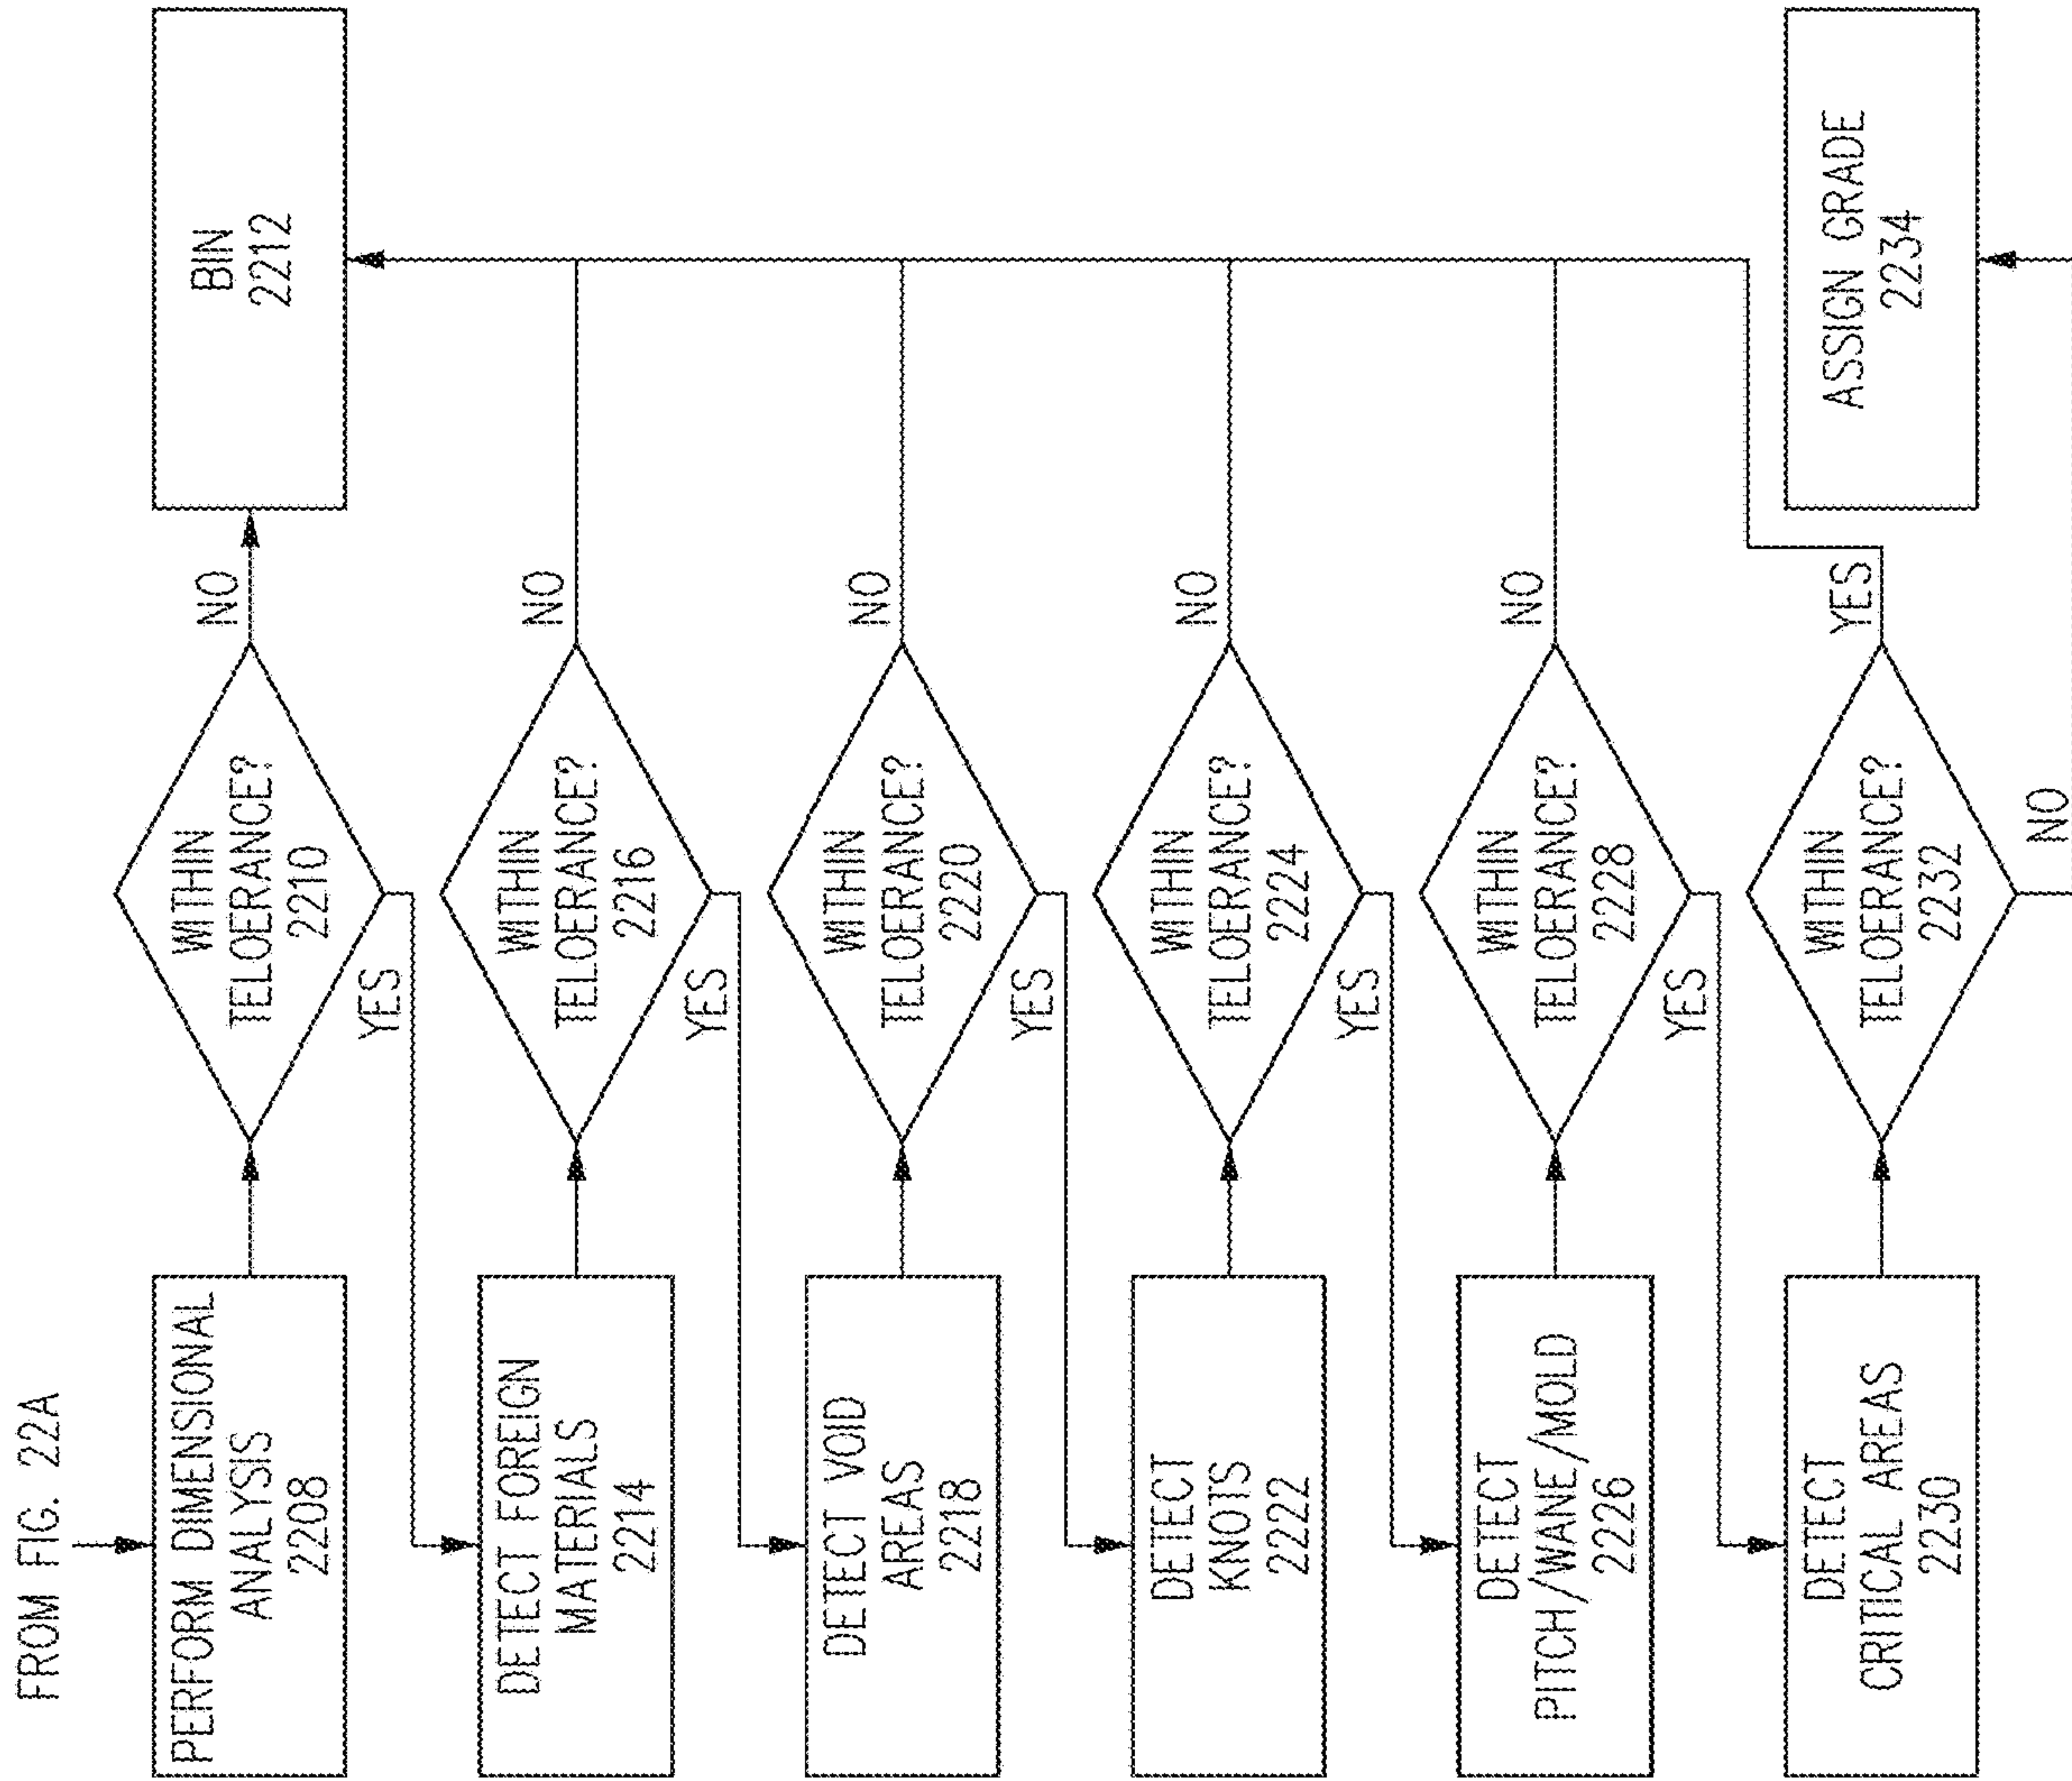 FROM FIG. 22A
PERFORM DIMENSIONAL
ANALYSIS
2208
WITHIN
TELOERANCE?
2210
NO
YES
BIN
2212
DETECT FOREIGN
MATERIALS
2214
WITHIN
TELOERANCE?
2216
NO
YES
DETECT VOID
AREAS
2218
WITHIN
TELOERANCE?
2220
NO
YES
DETECT
KNOTS
2222
WITHIN
TELOERANCE?
2224
NO
YES
DETECT
PITCH/WANE/MOLD
2226
WITHIN
TELOERANCE?
2228
NO
YES
DETECT
CRITICAL AREAS
2230
WITHIN
TELOERANCE?
2232
YES
NO
ASSIGN GRADE
2234